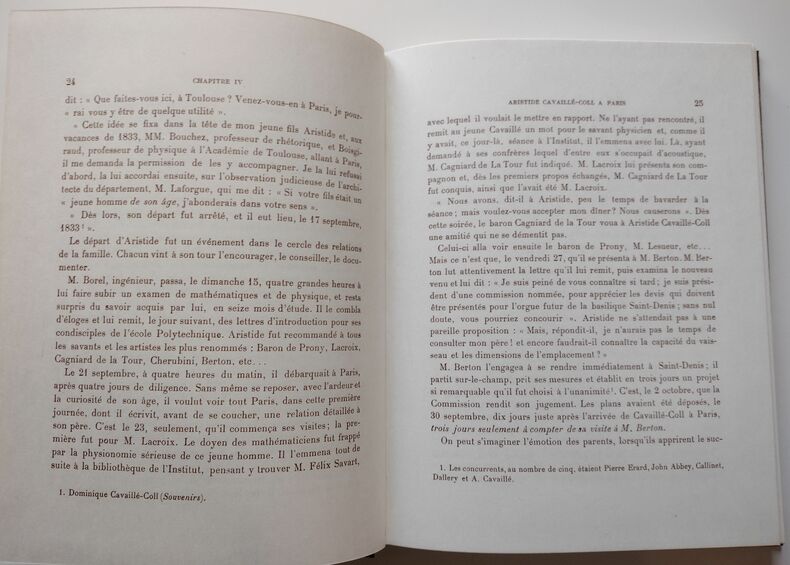 24
CHAPITRE IV
dit : « Que faites-vous ici, à Toulouse ? Venez-vous-en à Paris, je pour-
« rai vous y être de quelque utilité ».
« Cette idée se fixa dans la tête de mon jeune fils Aristide et, aux
vacances de 1833, MM. Bouchez, professeur de rhétorique, et Boisgi-
raud, professeur de physique à l'Académie de Toulouse, allant à Paris,
il me demanda la permission de les y accompagner. Je la lui refusai
d'abord, la lui accordai ensuite, sur l'observation judicieuse de l'archi-
tecte du département, M. Laforgue, qui me dit : « Si votre fils était un
« jeune homme de son âge, j'abonderais dans votre sens ».
« Dès lors, son départ fut arrêté, et il eut lieu, le 17 septembre,
1833¹ ».
Le départ d'Aristide fut un événement dans le cercle des relations
de la famille. Chacun vint à son tour l'encourager, le conseiller, le docu-
menter.
M. Borel, ingénieur, passa, le dimanche 15, quatre grandes heures à
lui faire subir un examen de mathématiques et de physique, et resta
surpris du savoir acquis par lui, en seize mois d'étude. Il le combla
d'éloges et lui remit, le jour suivant, des lettres d'introduction pour ses
condisciples de l'école Polytechnique. Aristide fut recommandé à tous
les savants et les artistes les plus renommés : Baron de Prony, Lacroix,
Cagniard de la Tour, Cherubini, Berton, etc...
Le 21 septembre, à quatre heures du matin, il débarquait à Paris,
après quatre jours de diligence. Sans même se reposer, avec l'ardeur et
la curiosité de son âge, il voulut voir tout Paris, dans cette première
journée, dont il écrivit, avant de se coucher, une relation détaillée à
son père. C'est le 23, seulement, qu'il commença ses visites ; la pre-
mière fut pour M. Lacroix. Le doyen des mathématiciens fut frappé
par la physionomie sérieuse de ce jeune homme. Il l'emmena tout de
suite à la bibliothèque de l'Institut, pensant y trouver M. Félix Savart,
1. Dominique Cavaillé-Coll (Souvenirs).
ARISTIDE CAVAILLÉ-COLL A PARIS
25
avec lequel il voulait le mettre en rapport. Ne l'ayant pas rencontré, il
remit au jeune Cavaillé un mot pour le savant physicien et, comme il
y avait, ce jour-là, séance à l'Institut, il l'emmena avec lui. Là, ayant
demandé à ses confrères lequel d'entre eux s'occupait d'acoustique,
M. Cagniard de La Tour fut indiqué. M. Lacroix lui présenta son com-
pagnon et, dès les premiers propos échangés, M. Cagniard de La Tour
fut conquis, ainsi que l'avait été M. Lacroix.
« Nous avons, dit-il à Aristide, peu de temps de bavarder à la
séance ; mais voulez-vous accepter mon dîner ? Nous causerons ». Dès
cette soirée, le baron Cagniard de la Tour voua à Aristide Cavaillé-Coll
une amitié qui ne se démentit pas.
Celui-ci alla voir ensuite le baron de Prony, M. Lesueur, etc...
Mais ce n'est que, le vendredi 27, qu'il se présenta à M. Berton. M. Ber-
ton lut attentivement la lettre qu'il lui remit, puis examina le nouveau
venu et lui dit : « Je suis peiné de vous connaître si tard ; je suis prési-
dent d'une commission nommée, pour apprécier les devis qui doivent
être présentés pour l'orgue futur de la basilique Saint-Denis ; sans nul
doute, vous pourriez concourir ». Aristide ne s'attendait pas à une
pareille proposition : « Mais, répondit-il, je n'aurais pas le temps de
consulter mon père ! et encore faudrait-il connaître la capacité du vais-
seau et les dimensions de l'emplacement ? »
M. Berton l'engagea à se rendre immédiatement à Saint-Denis ; il
partit sur-le-champ, prit ses mesures et établit en trois jours un projet
si remarquable qu'il fut choisi à l'unanimité¹. C'est, le 2 octobre, que la
Commission rendit son jugement. Les plans avaient été déposés, le
30 septembre, dix jours juste après l'arrivée de Cavaillé-Coll à Paris,
trois jours seulement à compter de sa visite à M. Berton.
On peut s'imaginer l'émotion des parents, lorsqu'ils apprirent le suc-
1. Les concurrents, au nombre de cinq, étaient Pierre Erard, John Abbey, Callinet,
Dallery et A. Cavaillé.